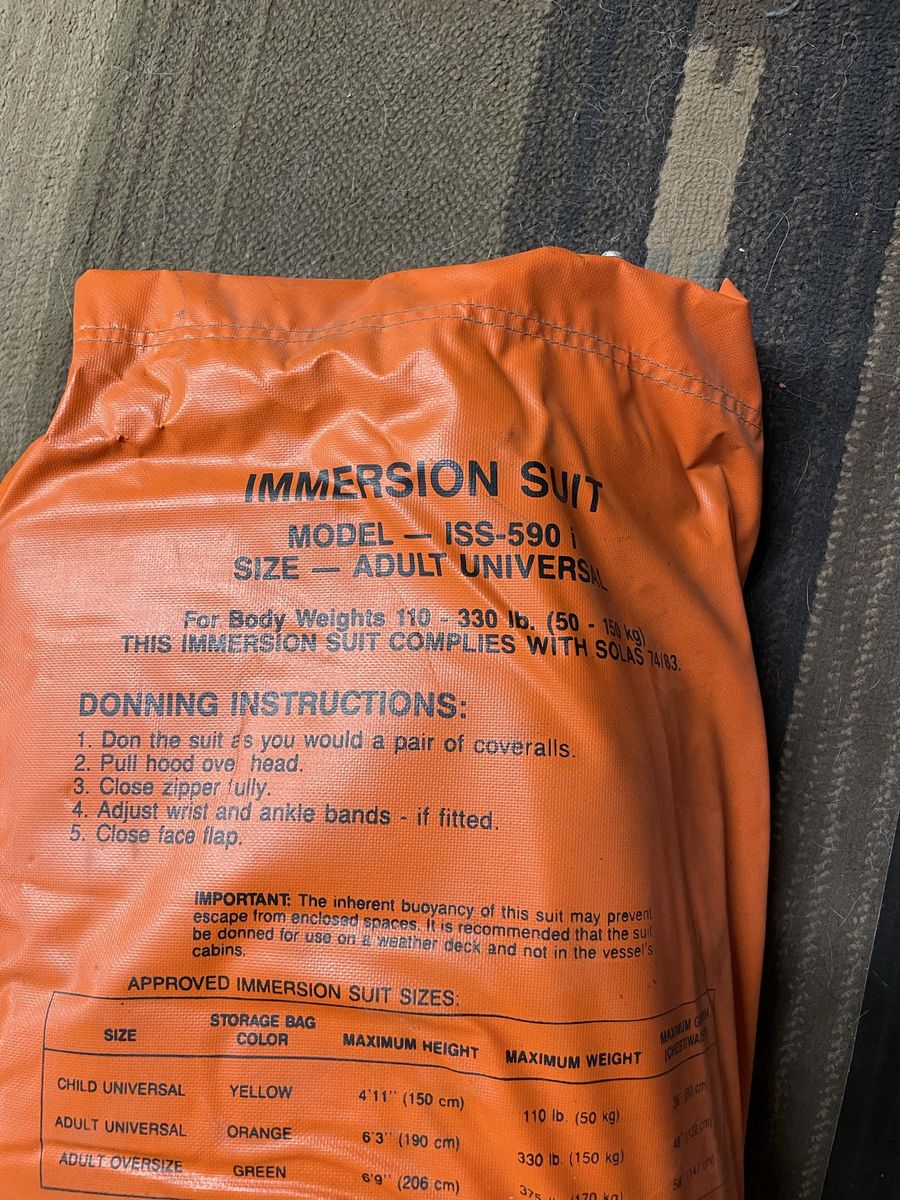 IMMERSION SUIT
MODEL — ISS-590 i
SIZE — ADULT UNIVERSAL
For Body Weights 110 - 330 lb. (50 - 150 kg)
THIS IMMERSION SUIT COMPLIES WITH SOLAS 74/83.
DONNING INSTRUCTIONS:
1. Don the suit as you would a pair of coveralls.
2. Pull hood over head.
3. Close zipper fully.
4. Adjust wrist and ankle bands - if fitted.
5. Close face flap.
IMPORTANT: The inherent buoyancy of this suit may prevent
escape from enclosed spaces. It is recommended that the suit
be donned for use on a weather deck and not in the vessel's
cabins.
APPROVED IMMERSION SUIT SIZES:
SIZE STORAGE BAG COLOR MAXIMUM HEIGHT MAXIMUM WEIGHT MAXIMUM
CHILD UNIVERSAL YELLOW 4'11'' (150 cm) 110 lb. (50 kg)
ADULT UNIVERSAL ORANGE 6'3'' (190 cm) 330 lb. (150 kg)
ADULT OVERSIZE GREEN 6'9'' (206 cm) 375 lb. (170 kg)